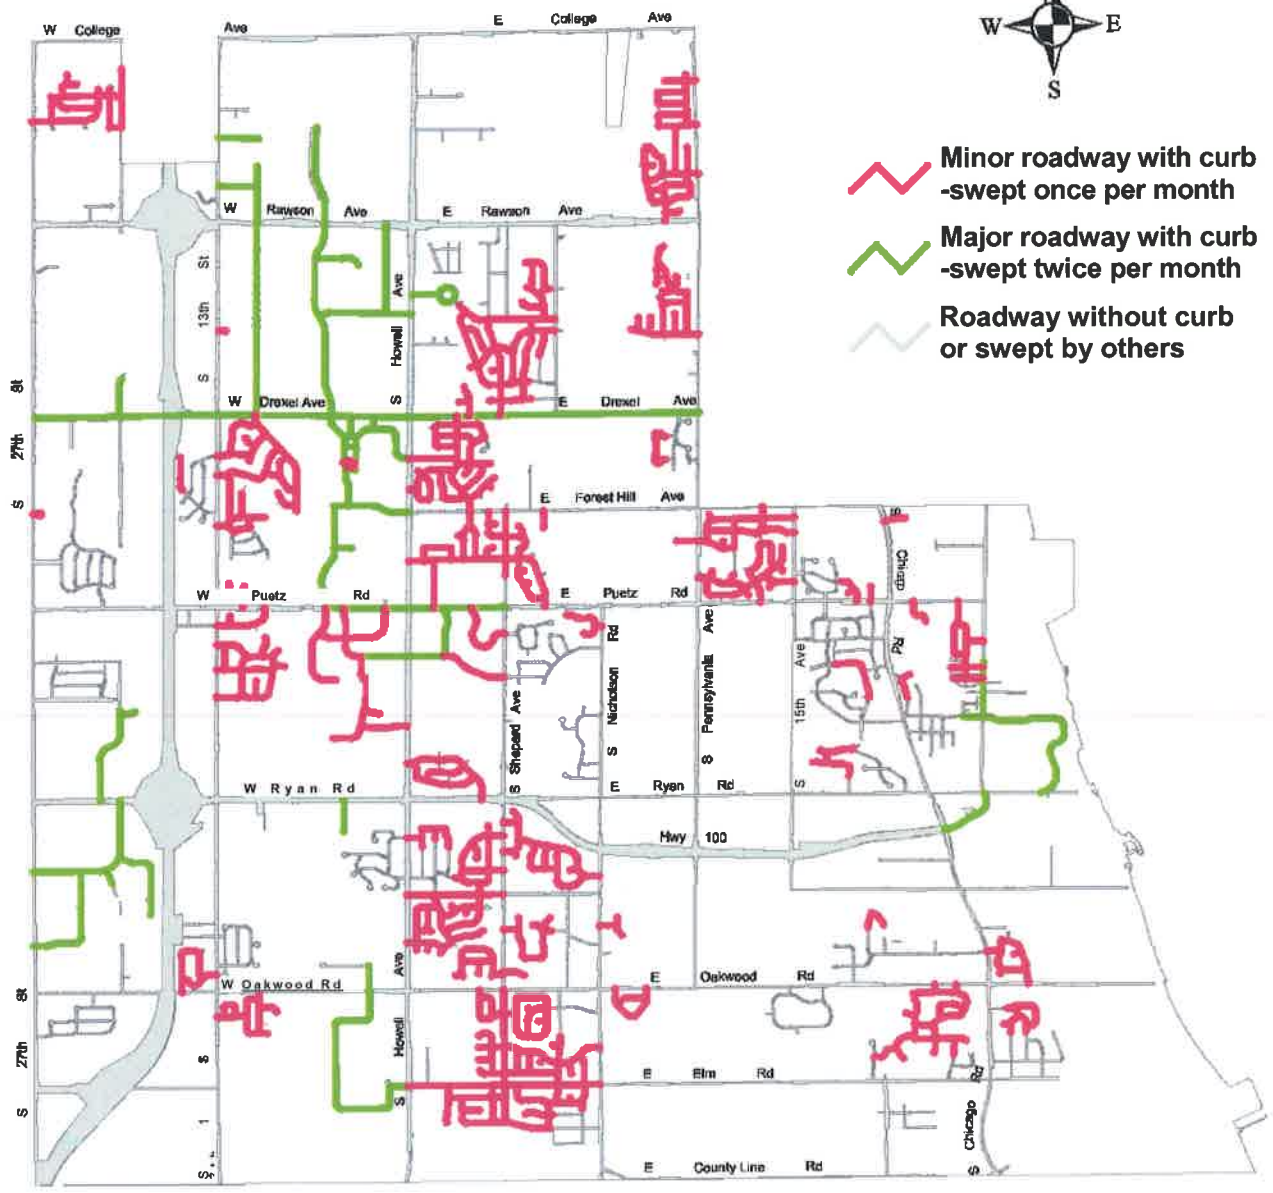 W College
Ave
E College Ave
W E
S
Minor roadway with curb
-swept once per month
Major roadway with curb
-swept twice per month
Roadway without curb
or swept by others
W Rawson Ave
E Rawson Ave
S 13th St.
S Howell Ave
S 27th St
W Drexel Ave
E Drexel Ave
E Forest Hill Ave
W Puetz Rd
E Puetz Rd
S Chicago Rd
S Shepard Ave
S Nicholson Rd
S Pennsylvania Ave
S 15th Ave
W Ryan Rd
E Ryan Rd
Hwy 100
W Oakwood Rd
E Oakwood Rd
S 27th St
S Howell Ave
E Elm Rd
S Chicago Rd
E County Line Rd